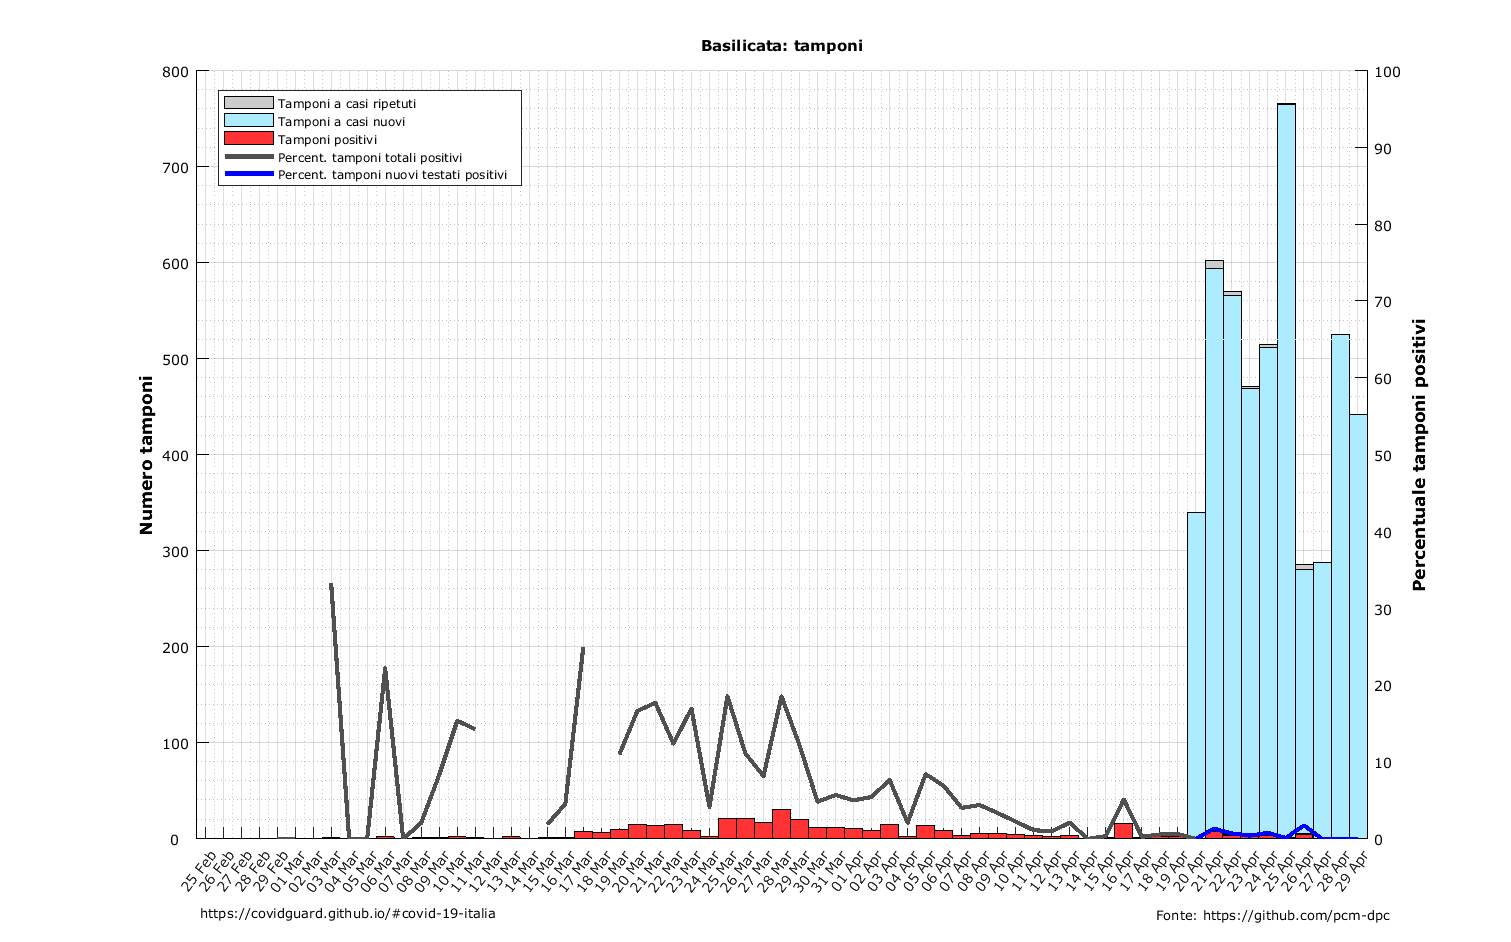 Basilicata: tamponi
Tamponi a casi ripetuti
Tamponi a casi nuovi
Tamponi positivi
Percent. tamponi totali positivi
Percent. tamponi nuovi testati positivi
Numero tamponi
800
700
600
500
400
300
200
100
0
Percentuale tamponi positivi
100
90
80
70
60
50
40
30
20
10
0
25 Feb
26 Feb
27 Feb
28 Feb
29 Feb
01 Mar
02 Mar
03 Mar
04 Mar
05 Mar
06 Mar
07 Mar
08 Mar
09 Mar
10 Mar
11 Mar
12 Mar
13 Mar
14 Mar
15 Mar
16 Mar
17 Mar
18 Mar
19 Mar
20 Mar
21 Mar
22 Mar
23 Mar
24 Mar
25 Mar
26 Mar
27 Mar
28 Mar
29 Mar
30 Mar
31 Mar
01 Apr
02 Apr
03 Apr
04 Apr
05 Apr
06 Apr
07 Apr
08 Apr
09 Apr
10 Apr
11 Apr
12 Apr
13 Apr
14 Apr
15 Apr
16 Apr
17 Apr
18 Apr
19 Apr
20 Apr
21 Apr
22 Apr
23 Apr
24 Apr
25 Apr
26 Apr
27 Apr
28 Apr
29 Apr
https://covidguard.github.io/#covid-19-italia
Fonte: https://github.com/pcm-dpc